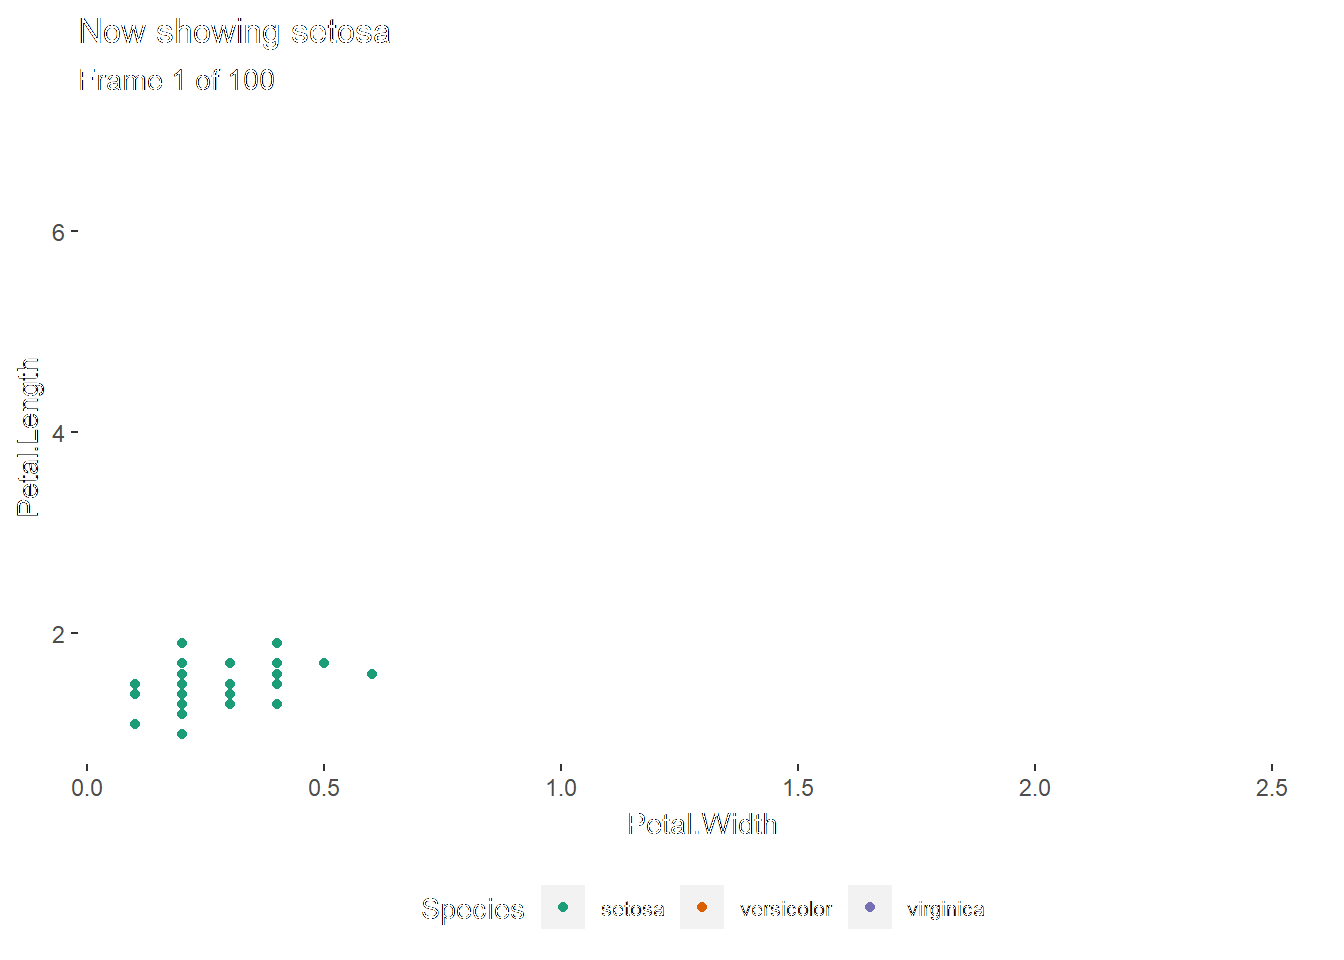 Now showing setosa
Frame 1 of 100
6
4
2
Petal.Length
0.0 0.5 1.0 1.5 2.0 2.5
Petal.Width
Species setosa versicolor virginica